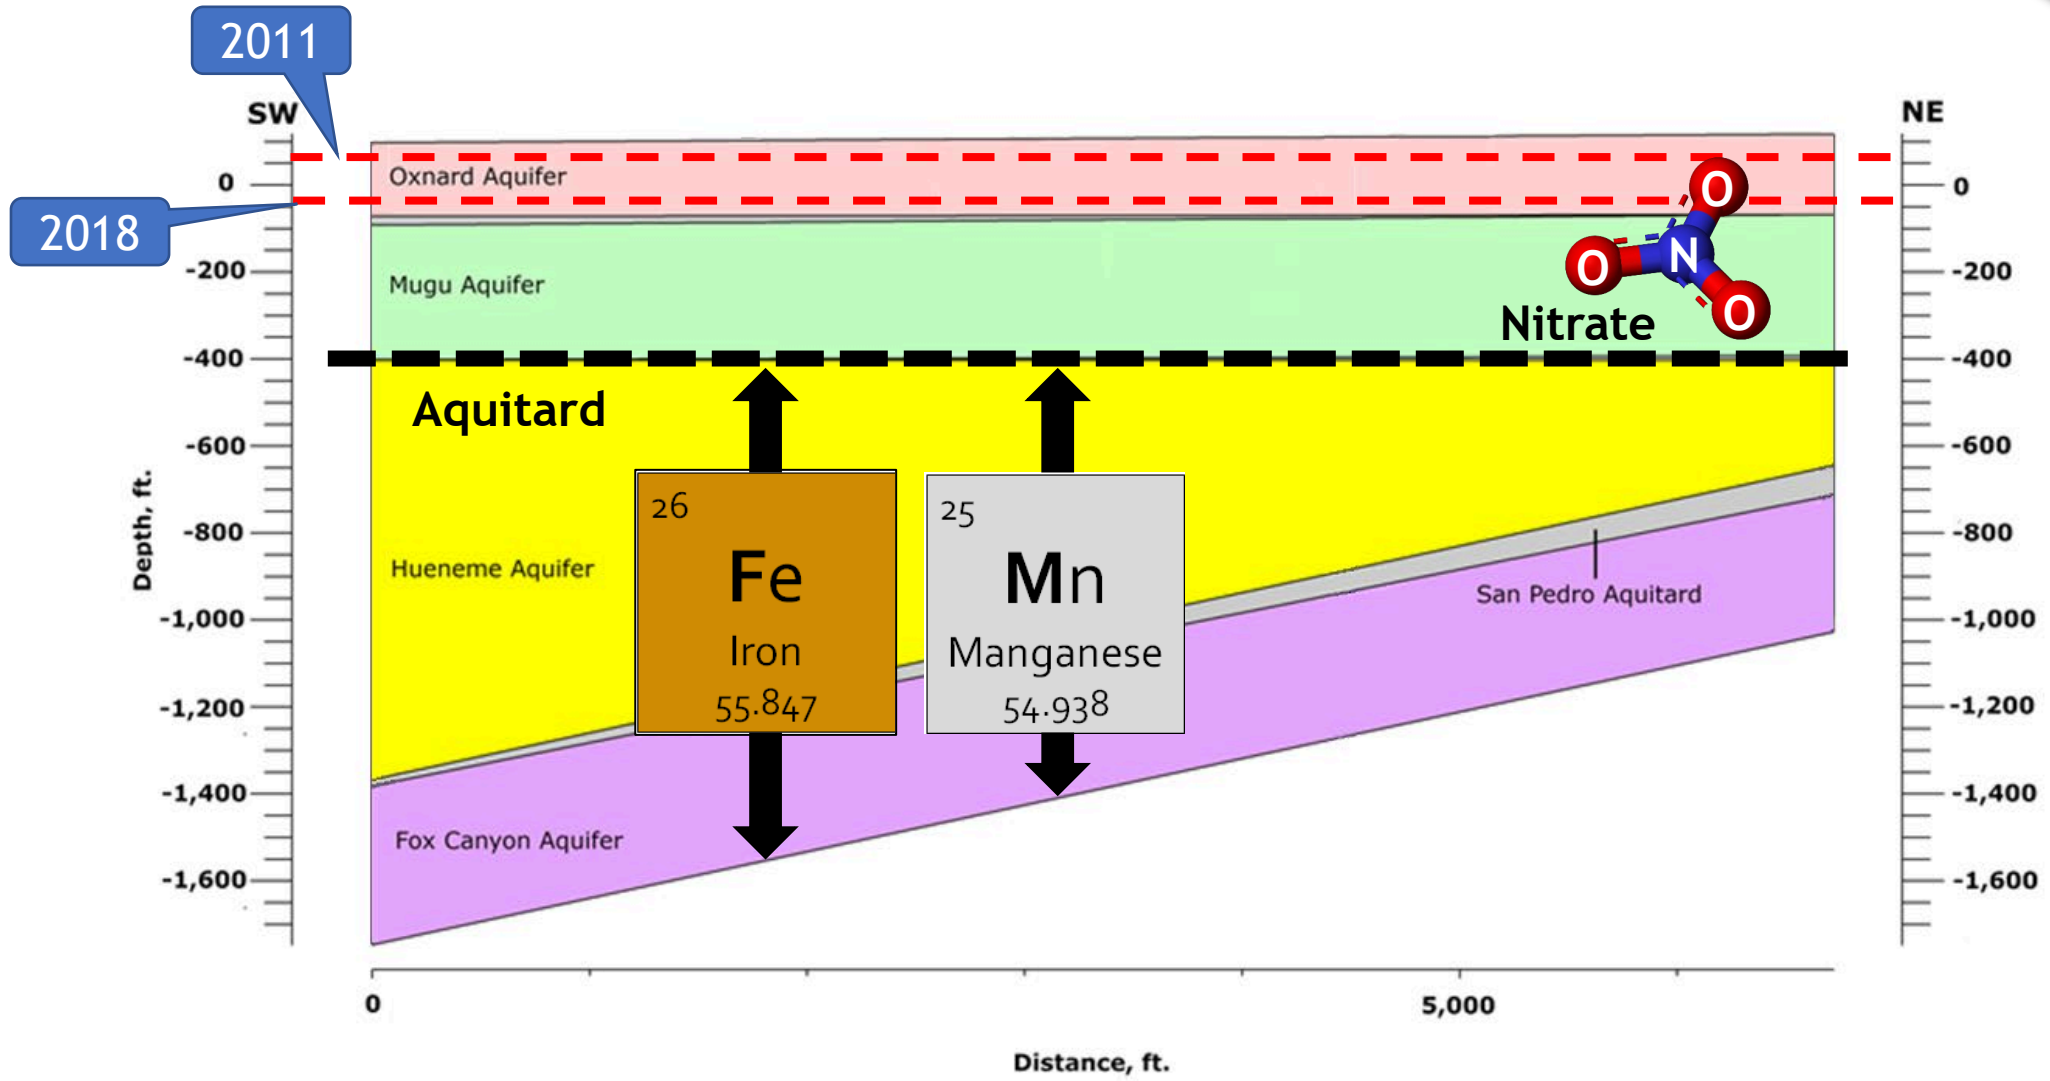 2011
SW
NE
Oxnard Aquifer
0
0
2018
O
O
N
O
-200
-200
Mugu Aquifer
Nitrate
-400
-400
Aquitard
-600
-600
Depth, ft.
26
Fe
Iron
55.847
25
Mn
Manganese
54.938
-800
-800
Hueneme Aquifer
San Pedro Aquitard
-1,000
-1,000
-1,200
-1,200
-1,400
-1,400
Fox Canyon Aquifer
-1,600
-1,600
0
5,000
Distance, ft.